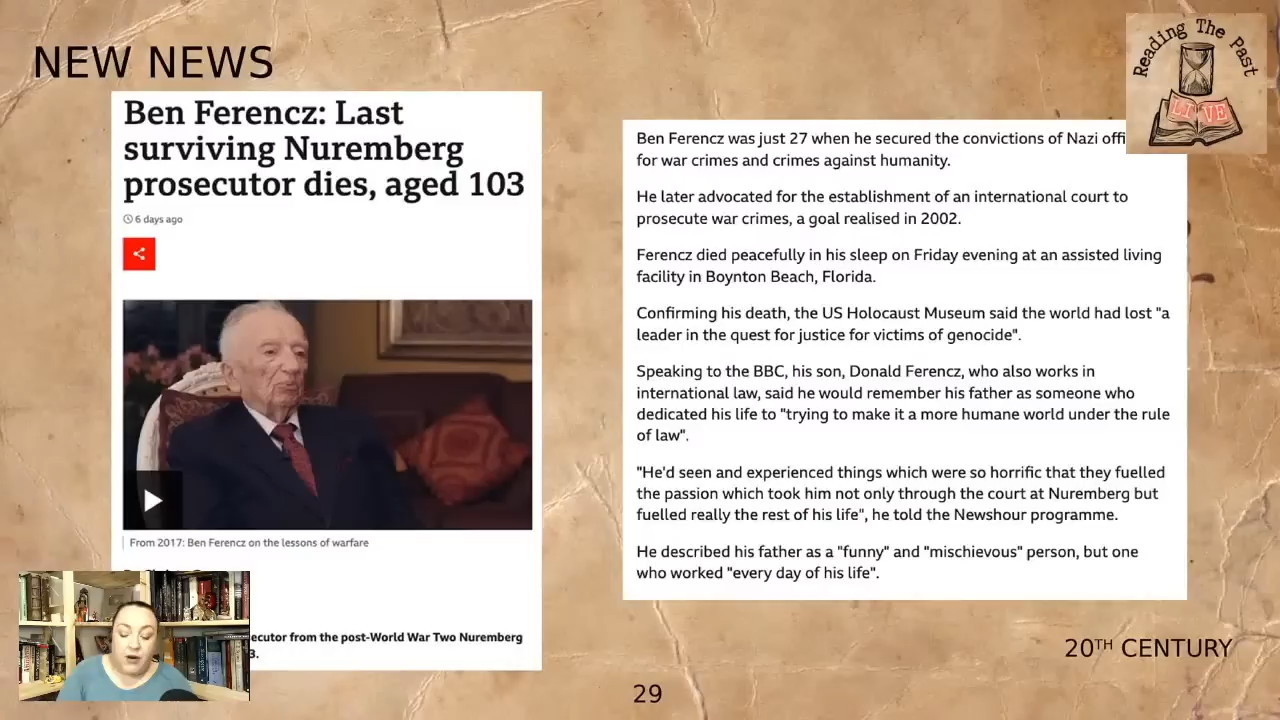 NEW NEWS
Reading The Past
LIVE
Ben Ferencz: Last
surviving Nuremberg
prosecutor dies, aged 103
6 days ago
From 2017: Ben Ferencz on the lessons of warfare
ecutor from the post-World War Two Nuremberg
3.
Ben Ferencz was just 27 when he secured the convictions of Nazi offi
for war crimes and crimes against humanity.
He later advocated for the establishment of an international court to
prosecute war crimes, a goal realised in 2002.
Ferencz died peacefully in his sleep on Friday evening at an assisted living
facility in Boynton Beach, Florida.
Confirming his death, the US Holocaust Museum said the world had lost "a
leader in the quest for justice for victims of genocide".
Speaking to the BBC, his son, Donald Ferencz, who also works in
international law, said he would remember his father as someone who
dedicated his life to "trying to make it a more humane world under the rule
of law".
"He'd seen and experienced things which were so horrific that they fuelled
the passion which took him not only through the court at Nuremberg but
fuelled really the rest of his life", he told the Newshour programme.
He described his father as a "funny" and "mischievous" person, but one
who worked "every day of his life".
20TH CENTURY
29